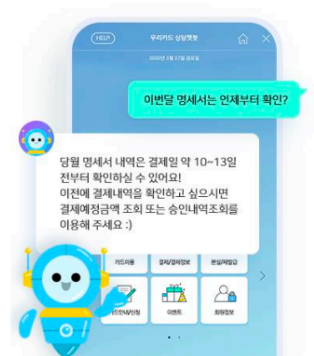 HELP
우리카드 상담챗봇
이번달 명세서는 언제부터 확인?
당월 명세서 내역은 결제일 약 10~13일
전부터 확인하실 수 있어요!
이전에 결제내역을 확인하고 싶으시면
결제예정금액 조회 또는 승인내역조회를
이용해 주세요 :)
카드이용
결제/결제정보
분실/재발급
이벤트
회원정보